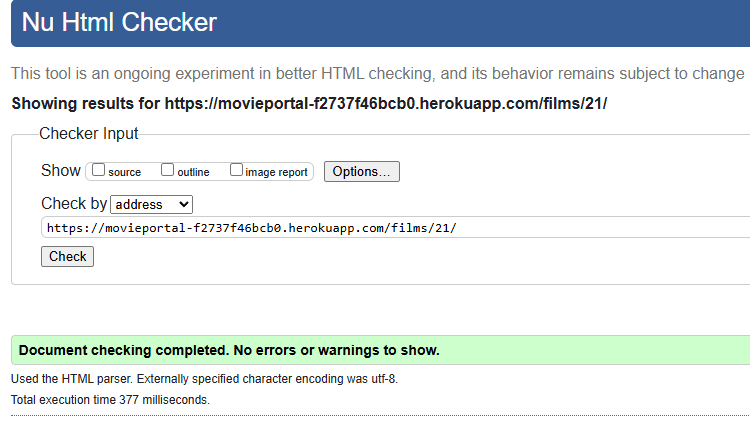 Nu Html Checker
This tool is an ongoing experiment in better HTML checking, and its behavior remains subject to change
Showing results for https://movieportal-f2737f46bcb0.herokuapp.com/films/21/
Checker Input
Show source outline image report Options...
Check by address
https://movieportal-f2737f46bcb0.herokuapp.com/films/21/
Check
Document checking completed. No errors or warnings to show.
Used the HTML parser. Externally specified character encoding was utf-8.
Total execution time 377 milliseconds.